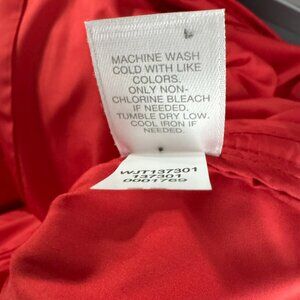 L
MACHINE WASH
COLD WITH LIKE
COLORS.
ONLY NON-
CHLORINE BLEACH
IF NEEDED.
TUMBLE DRY LOW.
COOL IRON IF
NEEDED.
WJT137301
137301
0001769